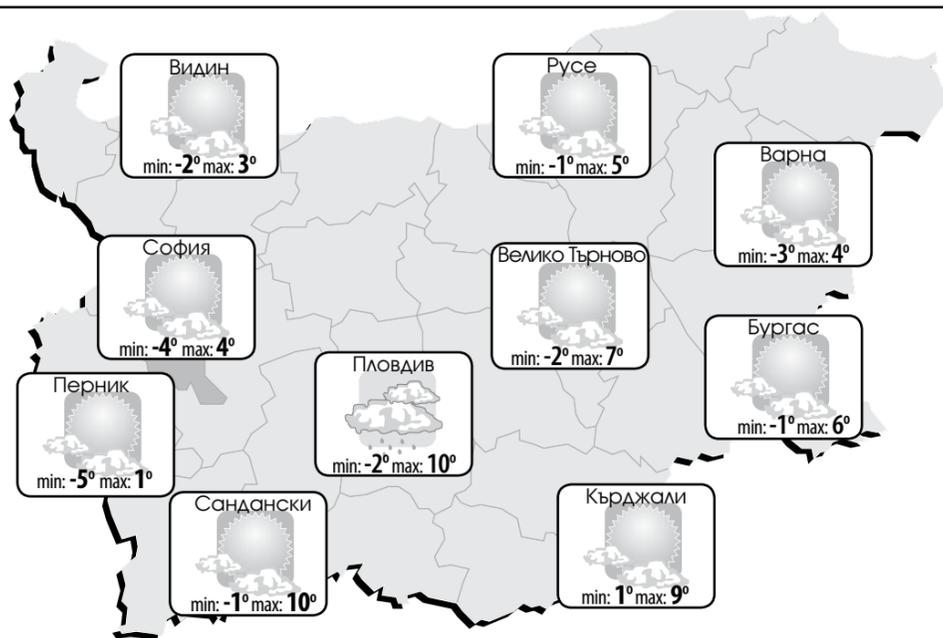 Видин
min: -2° max: 3°
Русе
min: -1° max: 5°
Варна
min: -3° max: 4°
София
min: -4° max: 4°
Велико Търново
min: -2° max: 7°
Бургас
min: -1° max: 6°
Пловдив
min: -2° max: 10°
Перник
min: -5° max: 1°
Сандански
min: -1° max: 10°
Кърджали
min: 1° max: 9°